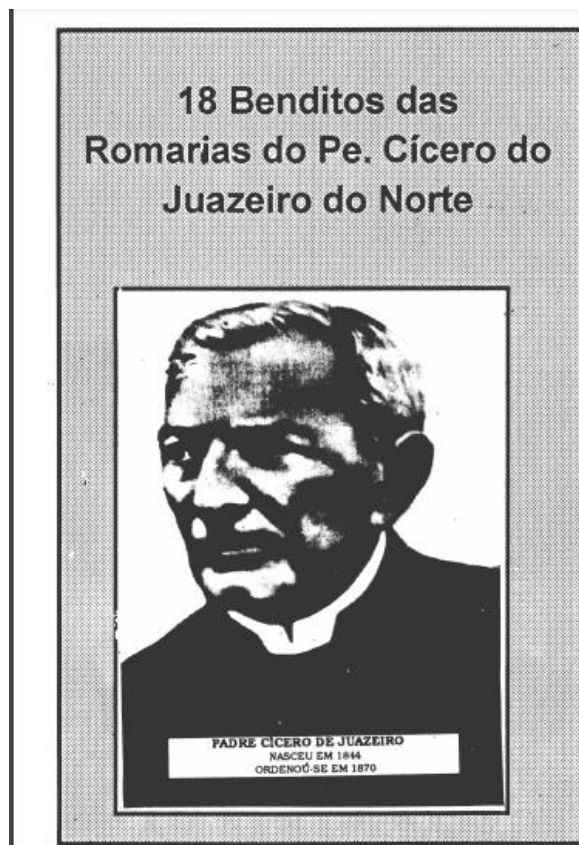 18 Benditos das
Romarias do Pe. Cícero do
Juazeiro do Norte
PADRE CÍCERO DE JUAZEIRO
NASCEU EM 1844
ORDENOÚ-SE EM 1870